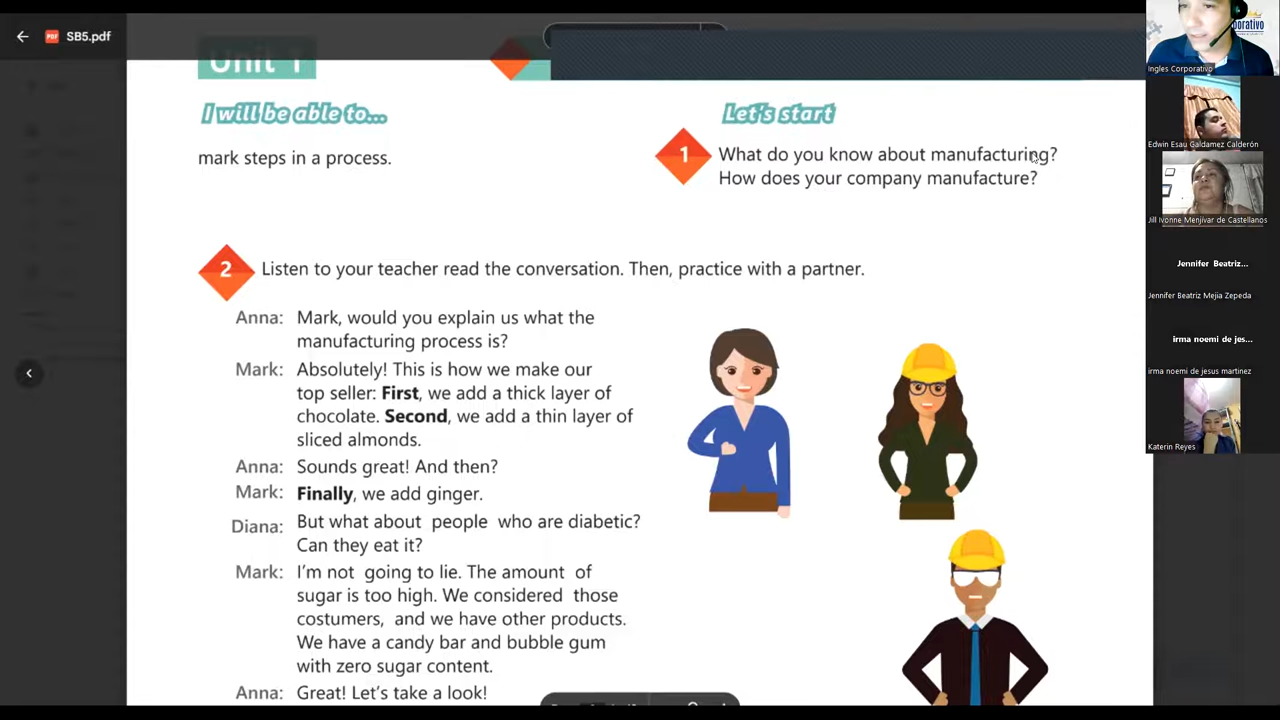 SB5.pdf
Unit 1
I will be able to...
mark steps in a process.
Let's start
1
What do you know about manufacturing?
How does your company manufacture?
2
Listen to your teacher read the conversation. Then, practice with a partner.
Anna: Mark, would you explain us what the
manufacturing process is?
Mark: Absolutely! This is how we make our
top seller: First, we add a thick layer of
chocolate. Second, we add a thin layer of
sliced almonds.
Anna: Sounds great! And then?
Mark: Finally, we add ginger.
Diana: But what about people who are diabetic?
Can they eat it?
Mark: I'm not going to lie. The amount of
sugar is too high. We considered those
costumers, and we have other products.
We have a candy bar and bubble gum
with zero sugar content.
Anna: Great! Let's take a look!
Ingles Corporativo
Edwin Esau Galdamez Calderón
Jill Ivonne Menjivar de Castellanos
Jennifer Beatriz...
Jennifer Beatriz Mejia Zepeda
irma noemi de jes...
irma noemi de jesus martinez
Katerin Reyes